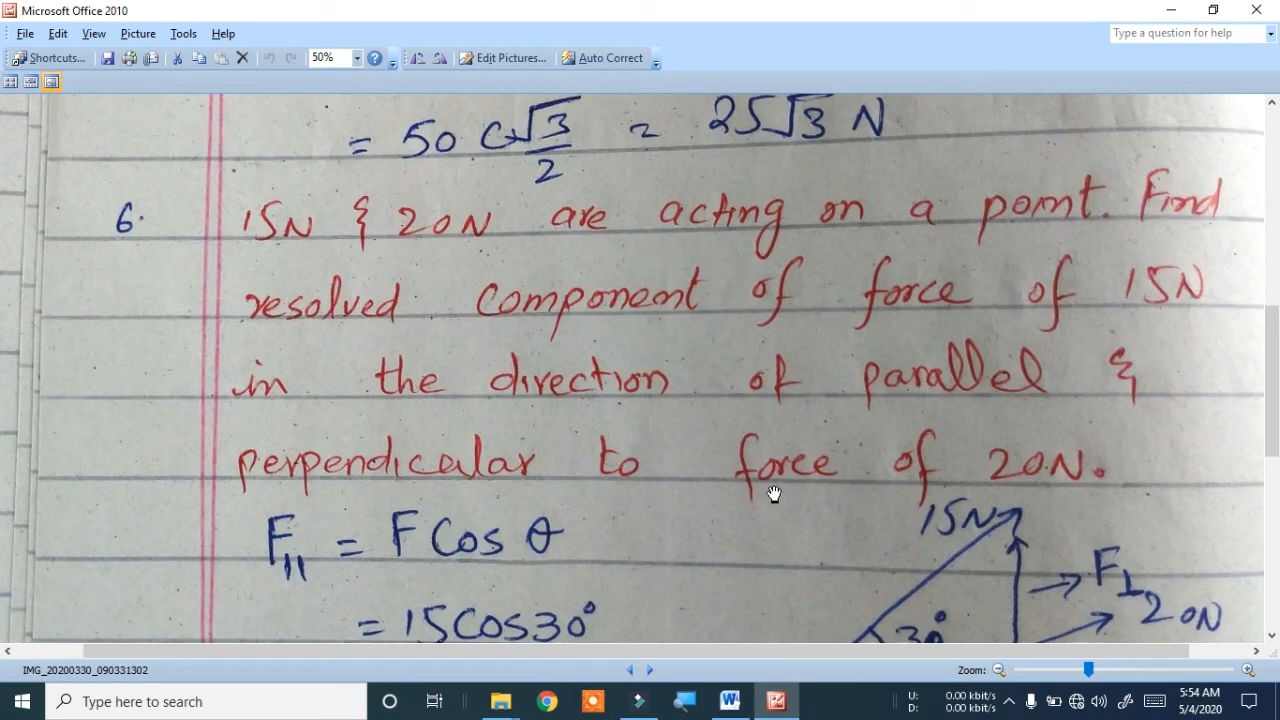 Microsoft Office 2010
File Edit View Picture Tools Help
Type a question for help
Shortcuts... 50% Edit Pictures... Auto Correct
= 50 × √3/2 = 25√3 N
6. 15N & 20N are acting on a point. Find
resolved component of force of 15N
in the direction of parallel &
perpendicular to force of 20N.
15N
F∥ = F Cos θ
F⊥
= 15Cos30°
30°
20N
IMG_20200330_090331302
Zoom:
Type here to search
U: 0.00 kbit/s
D: 0.00 kbit/s
5:54 AM
5/4/2020